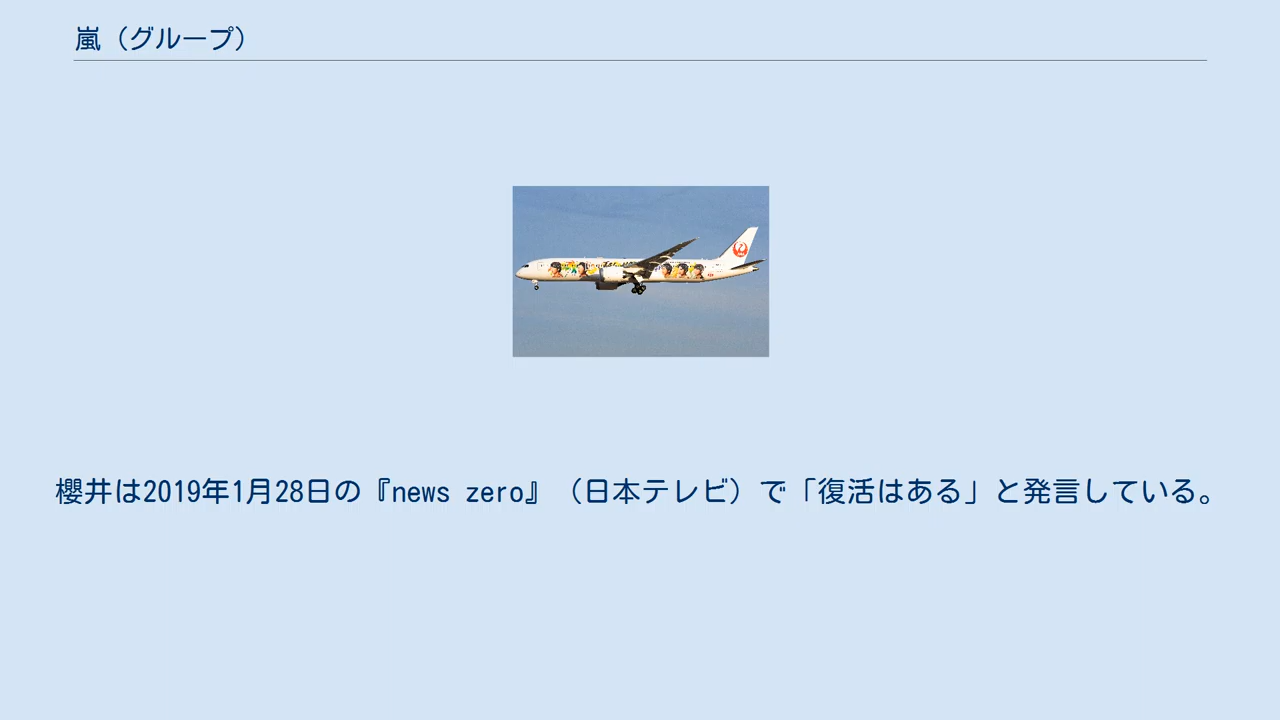 嵐（グループ）
櫻井は2019年1月28日の『news zero』（日本テレビ）で「復活はある」と発言している。